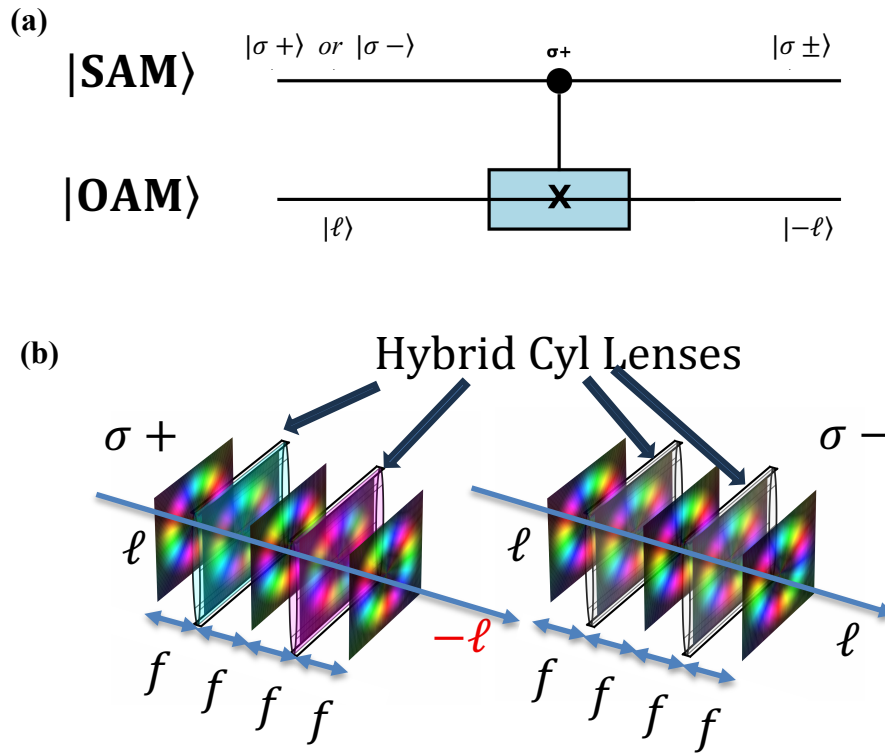 (a)
|σ +⟩ or |σ −⟩
σ+
|σ ±⟩
|SAM⟩
|OAM⟩
X
|ℓ⟩
|−ℓ⟩
(b)
Hybrid Cyl Lenses
σ +
σ −
ℓ
−ℓ
f
f
f
f
ℓ
ℓ
f
f
f
f